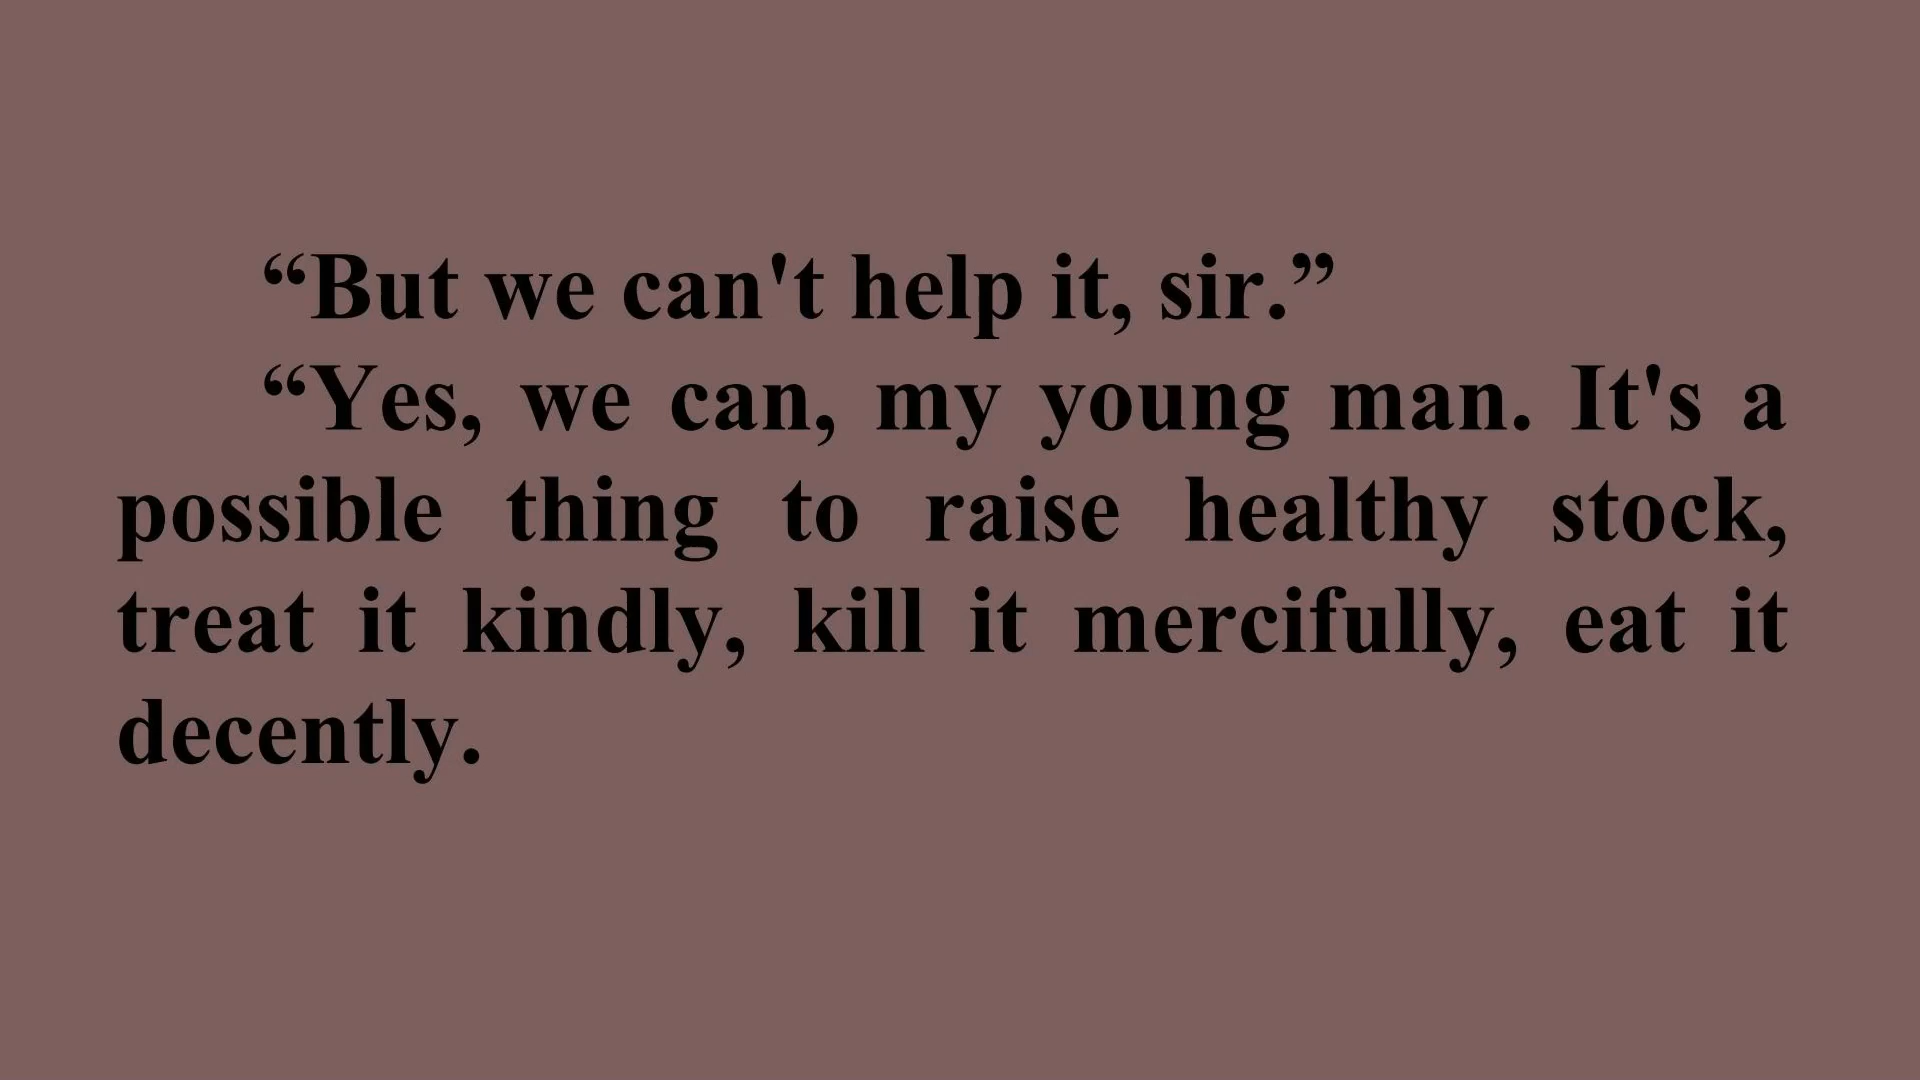 “But we can't help it, sir.”
“Yes, we can, my young man. It's a
possible thing to raise healthy stock,
treat it kindly, kill it mercifully, eat it
decently.